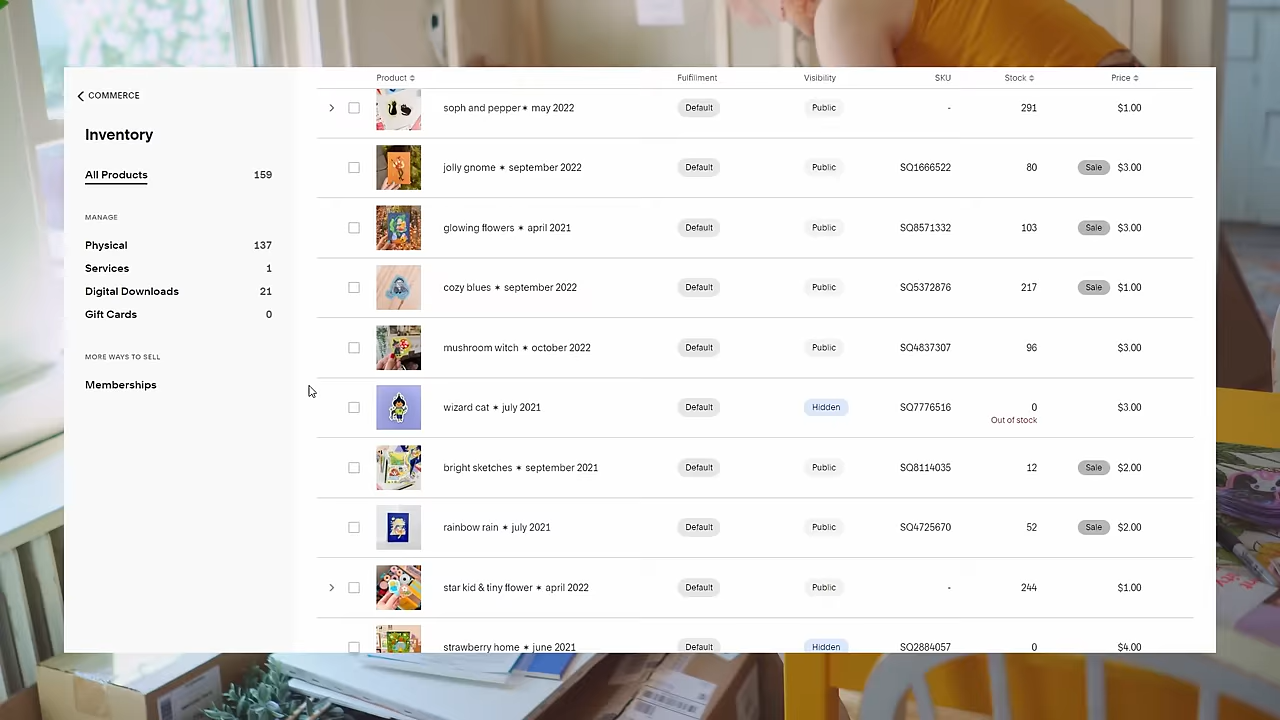 COMMERCE
Inventory
All Products 159
MANAGE
Physical 137
Services 1
Digital Downloads 21
Gift Cards 0
MORE WAYS TO SELL
Memberships
Product Fulfillment Visibility SKU Stock Price
soph and pepper✶ may 2022 Default Public - 291 $1.00
jolly gnome ✶ september 2022 Default Public SQ1666522 80 Sale $3.00
glowing flowers ✶ april 2021 Default Public SQ8571332 103 Sale $3.00
cozy blues ✶ september 2022 Default Public SQ5372876 217 Sale $1.00
mushroom witch ✶ october 2022 Default Public SQ4837307 96 $3.00
wizard cat ✶ july 2021 Default Hidden SQ7776516 0 $3.00
Out of stock
bright sketches ✶ september 2021 Default Public SQ8114035 12 Sale $2.00
rainbow rain ✶ july 2021 Default Public SQ4725670 52 Sale $2.00
star kid & tiny flower ✶ april 2022 Default Public - 244 $1.00
strawberry home ✶ june 2021 Default Hidden SQ2884057 0 $4.00